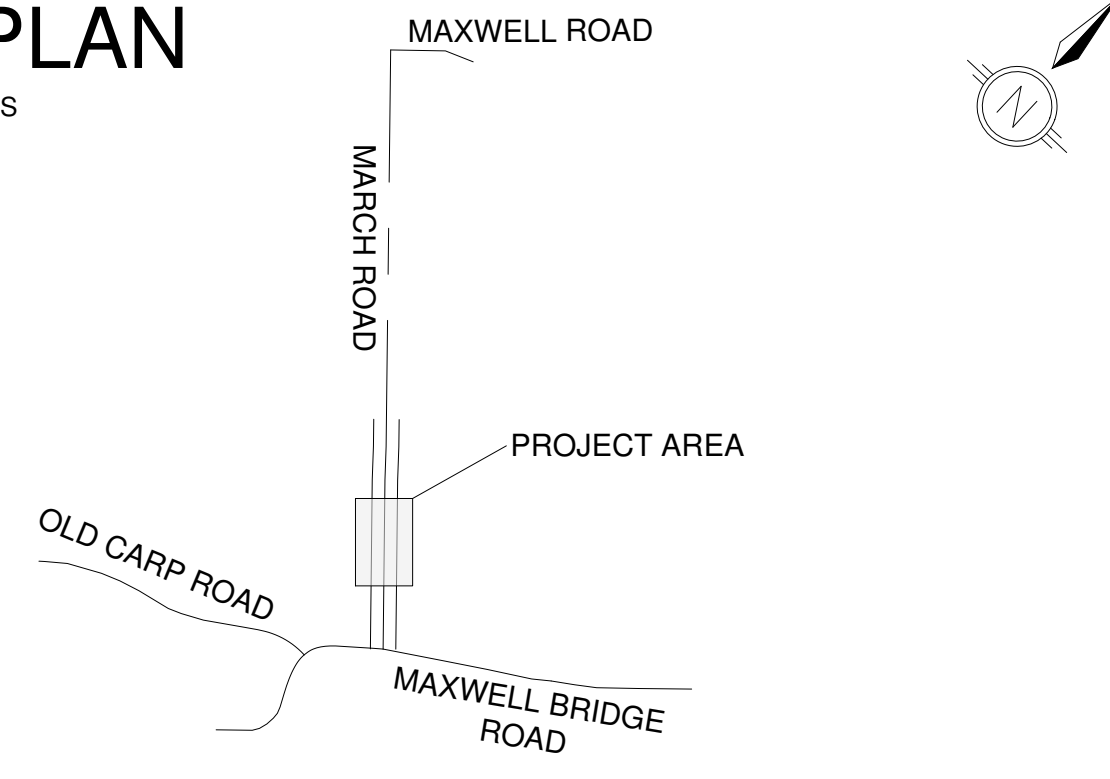 PLAN
S
MAXWELL ROAD
N
MARCH ROAD
PROJECT AREA
OLD CARP ROAD
MAXWELL BRIDGE
ROAD